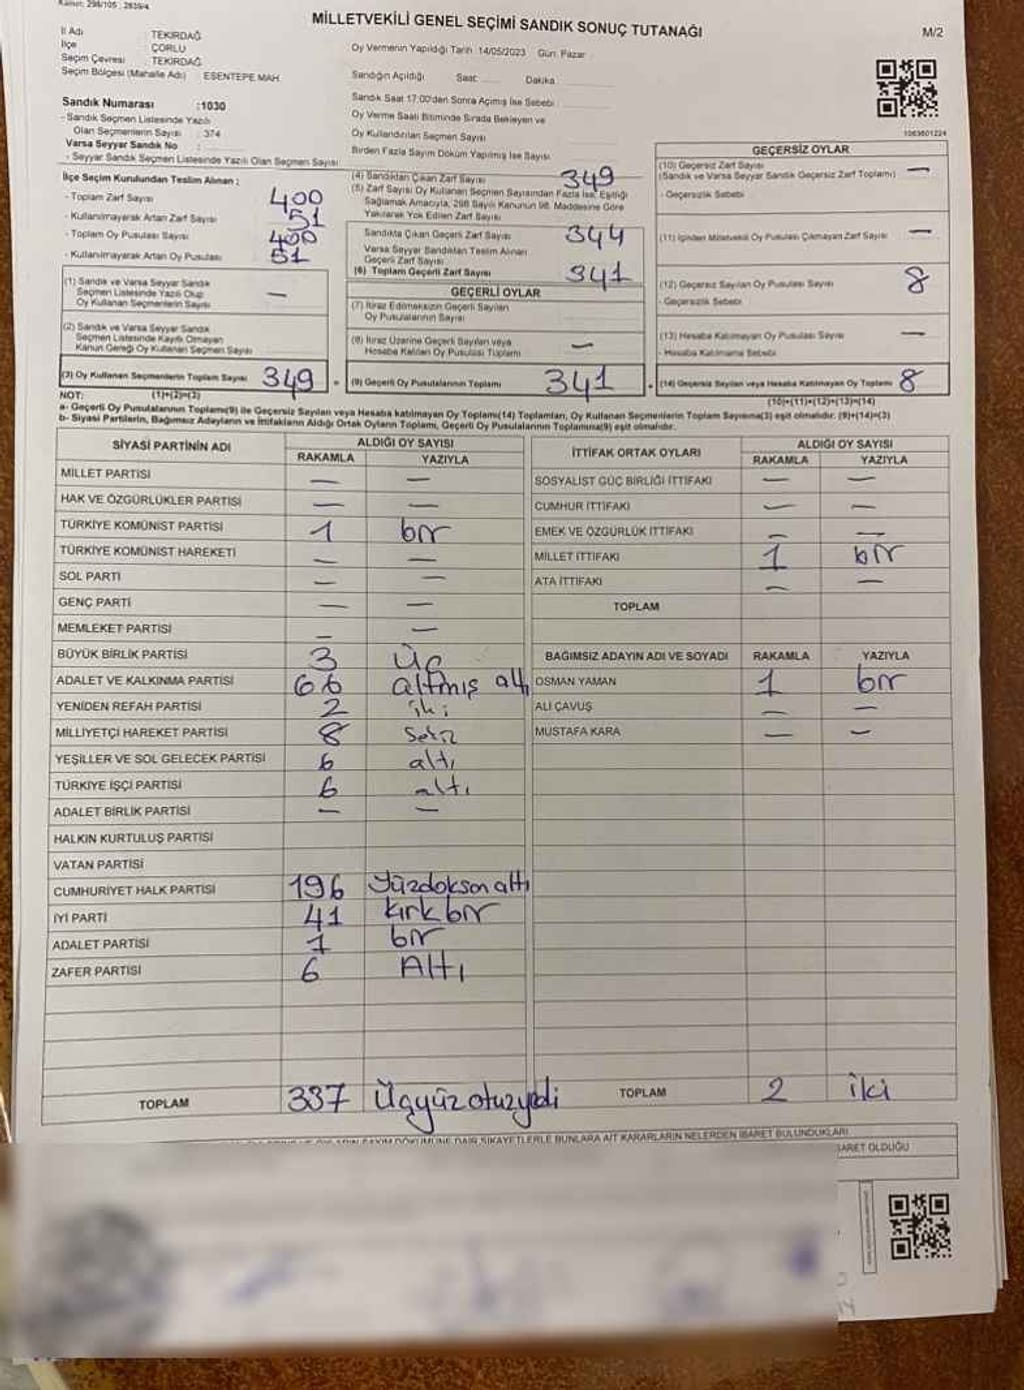 Kanun: 298/105, 2839/4
MİLLETVEKİLİ GENEL SEÇİMİ SANDIK SONUÇ TUTANAĞI
M/2
İl Adı : TEKİRDAĞ
İlçe : ÇORLU
Seçim Çevresi : TEKİRDAĞ
Seçim Bölgesi (Mahalle Adı) : ESENTEPE MAH.
Sandık Numarası :1030
- Sandık Seçmen Listesinde Yazılı
Olan Seçmenlerin Sayısı : 374
Varsa Seyyar Sandık No :
- Seyyar Sandık Seçmen Listesinde Yazılı Olan Seçmen Sayısı
Oy Vermenin Yapıldığı Tarih :14/05/2023 Gün: Pazar
Sandığın Açıldığı Saat: Dakika
Sandık Saat 17:00'den Sonra Açılmış İse Sebebi
Oy Verme Saati Bitiminde Sırada Bekleyen ve
Oy Kullandırılan Seçmen Sayısı
Birden Fazla Sayım Döküm Yapılmış İse Sayısı
1063601224
İlçe Seçim Kurulundan Teslim Alınan :
- Toplam Zarf Sayısı 400
- Kullanılmayarak Artan Zarf Sayısı 51
- Toplam Oy Pusulası Sayısı 400
- Kullanılmayarak Artan Oy Pusulası 51
(1) Sandık ve Varsa Seyyar Sandık
Seçmen Listesinde Yazılı Olup
Oy Kullanan Seçmenlerin Sayısı —
(2) Sandık ve Varsa Seyyar Sandık
Seçmen Listesinde Kayıtlı Olmayan
Kanun Gereği Oy Kullanan Seçmen Sayısı
(3) Oy Kullanan Seçmenlerin Toplam Sayısı 349 =
(1)+(2)=(3)
(4) Sandıktan Çıkan Zarf Sayısı 349
(5) Zarf Sayısı Oy Kullanan Seçmen Sayısından Fazla İse, Eşitliği
Sağlamak Amacıyla, 298 Sayılı Kanunun 98. Maddesine Göre
Yakılarak Yok Edilen Zarf Sayısı
Sandıkta Çıkan Geçerli Zarf Sayısı 344
Varsa Seyyar Sandıktan Teslim Alınan
Geçerli Zarf Sayısı
(6) Toplam Geçerli Zarf Sayısı 341
GEÇERLİ OYLAR
(7) İtiraz Edilmeksizin Geçerli Sayılan
Oy Pusulalarının Sayısı
(8) İtiraz Üzerine Geçerli Sayılan veya
Hesaba Katılan Oy Pusulası Toplamı —
(9) Geçerli Oy Pusulalarının Toplamı 341
GEÇERSİZ OYLAR
(10) Geçersiz Zarf Sayısı
(Sandık ve Varsa Seyyar Sandık Geçersiz Zarf Toplamı) —
- Geçersizlik Sebebi
(11) İçinden Milletvekili Oy Pusulası Çıkmayan Zarf Sayısı —
(12) Geçersiz Sayılan Oy Pusulası Sayısı 8
- Geçersizlik Sebebi
(13) Hesaba Katılmayan Oy Pusulası Sayısı —
- Hesaba Katılmama Sebebi
(14) Geçersiz Sayılan veya Hesaba Katılmayan Oy Toplamı 8
(10)+(11)+(12)+(13)=(14)
NOT:
a- Geçerli Oy Pusulalarının Toplamı(9) ile Geçersiz Sayılan veya Hesaba katılmayan Oy Toplamı(14) Toplamları, Oy Kullanan Seçmenlerin Toplam Sayısına(3) eşit olmalıdır. (9)+(14)=(3)
b- Siyasi Partilerin, Bağımsız Adayların ve İttifakların Aldığı Ortak Oyların Toplamı, Geçerli Oy Pusulalarının Toplamına(9) eşit olmalıdır.
SİYASİ PARTİNİN ADI ALDIĞI OY SAYISI
RAKAMLA YAZIYLA
MİLLET PARTİSİ — —
HAK VE ÖZGÜRLÜKLER PARTİSİ — —
TÜRKİYE KOMÜNİST PARTİSİ 1 bir
TÜRKİYE KOMÜNİST HAREKETİ — —
SOL PARTİ — —
GENÇ PARTİ — —
MEMLEKET PARTİSİ — —
BÜYÜK BİRLİK PARTİSİ 3 üç
ADALET VE KALKINMA PARTİSİ 66 altmış altı
YENİDEN REFAH PARTİSİ 2 iki
MİLLİYETÇİ HAREKET PARTİSİ 8 Sekiz
YEŞİLLER VE SOL GELECEK PARTİSİ 6 altı
TÜRKİYE İŞÇİ PARTİSİ 6 altı
ADALET BİRLİK PARTİSİ — —
HALKIN KURTULUŞ PARTİSİ
VATAN PARTİSİ
CUMHURİYET HALK PARTİSİ 196 Yüzdoksan altı
İYİ PARTİ 41 kırk bir
ADALET PARTİSİ 1 bir
ZAFER PARTİSİ 6 Altı
TOPLAM 337 Üçyüzotuzyedi
İTTİFAK ORTAK OYLARI ALDIĞI OY SAYISI
RAKAMLA YAZIYLA
SOSYALİST GÜÇ BİRLİĞİ İTTİFAKI — —
CUMHUR İTTİFAKI — —
EMEK VE ÖZGÜRLÜK İTTİFAKI — —
MİLLET İTTİFAKI 1 bir
ATA İTTİFAKI — —
TOPLAM
BAĞIMSIZ ADAYIN ADI VE SOYADI RAKAMLA YAZIYLA
OSMAN YAMAN 1 bir
ALİ ÇAVUŞ — —
MUSTAFA KARA — —
TOPLAM 2 iki
DÖKÜMÜNE DAİR ŞİKAYETLERLE BUNLARA AİT KARARLARIN NELERDEN İBARET BULUNDUKLARI
İBARET OLDUĞU